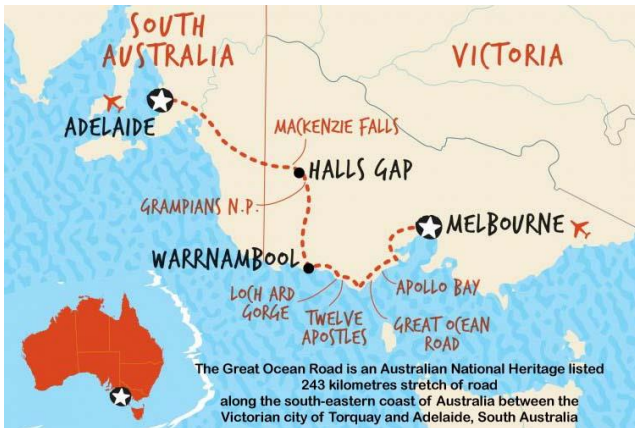 SOUTH
AUSTRALIA
VICTORIA
ADELAIDE
MACKENZIE FALLS
HALLS GAP
GRAMPIANS N.P.
MELBOURNE
WARRNAMBOOL
LOCH ARD
GORGE
TWELVE
APOSTLES
APOLLO BAY
GREAT OCEAN
ROAD
The Great Ocean Road is an Australian National Heritage listed
243 kilometres stretch of road
along the south-eastern coast of Australia between the
Victorian city of Torquay and Adelaide, South Australia